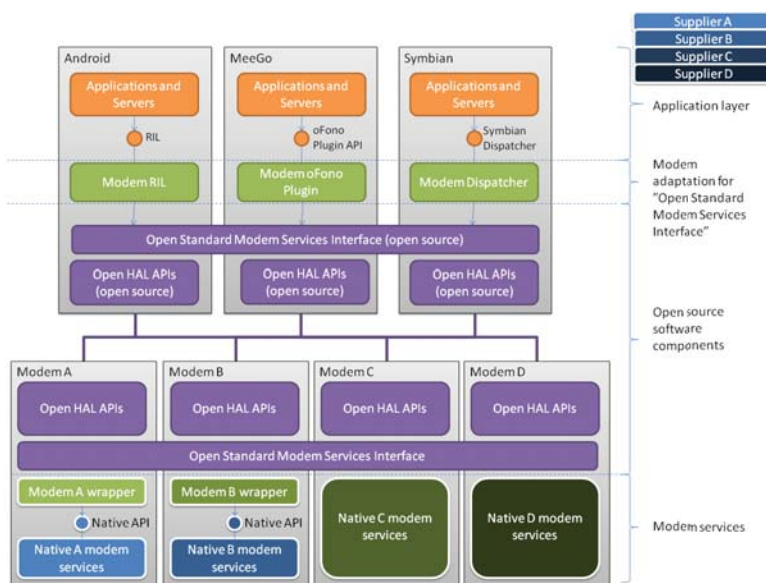 Supplier A
Supplier B
Supplier C
Supplier D
Android
MeeGo
Symbian
Applications and
Servers
Applications and
Servers
Applications and
Servers
Application layer
RIL
oFono
Plugin API
Symbian
Dispatcher
Modem RIL
Modem oFono
Plugin
Modem Dispatcher
Modem
adaptation for
"Open Standard
Modem Services
Interface"
Open Standard Modem Services Interface (open source)
Open HAL APIs
(open source)
Open HAL APIs
(open source)
Open HAL APIs
(open source)
Open source
software
components
Modem A
Modem B
Modem C
Modem D
Open HAL APIs
Open HAL APIs
Open HAL APIs
Open HAL APIs
Open Standard Modem Services Interface
Modem A wrapper
Modem B wrapper
Native API
Native API
Native A modem
services
Native B modem
services
Native C modem
services
Native D modem
services
Modem services